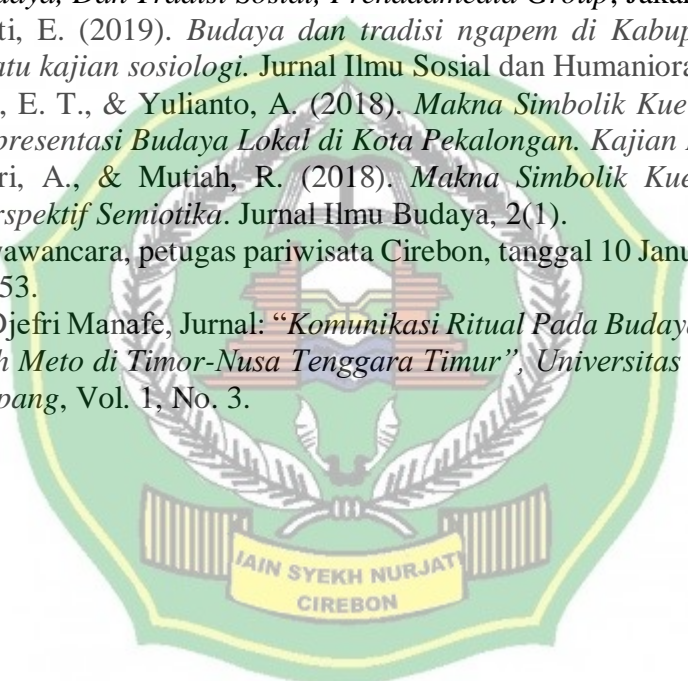 Dan Tradisi Sosial, Prenadamedia Group, Jakar
ti, E. (2019). Budaya dan tradisi ngapem di Kabup
atu kajian sosiologi. Jurnal Ilmu Sosial dan Humaniora
, E. T., & Yulianto, A. (2018). Makna Simbolik Kue
presentasi Budaya Lokal di Kota Pekalongan. Kajian
ri, A., & Mutiah, R. (2018). Makna Simbolik Kue
rspektif Semiotika. Jurnal Ilmu Budaya, 2(1).
wawancara, petugas pariwisata Cirebon, tanggal 10 Janu
53.
Djefri Manafe, Jurnal: “Komunikasi Ritual Pada Budaya
h Meto di Timor-Nusa Tenggara Timur”, Universitas
pang, Vol. 1, No. 3.
IAIN SYEKH NURJATI
CIREBON